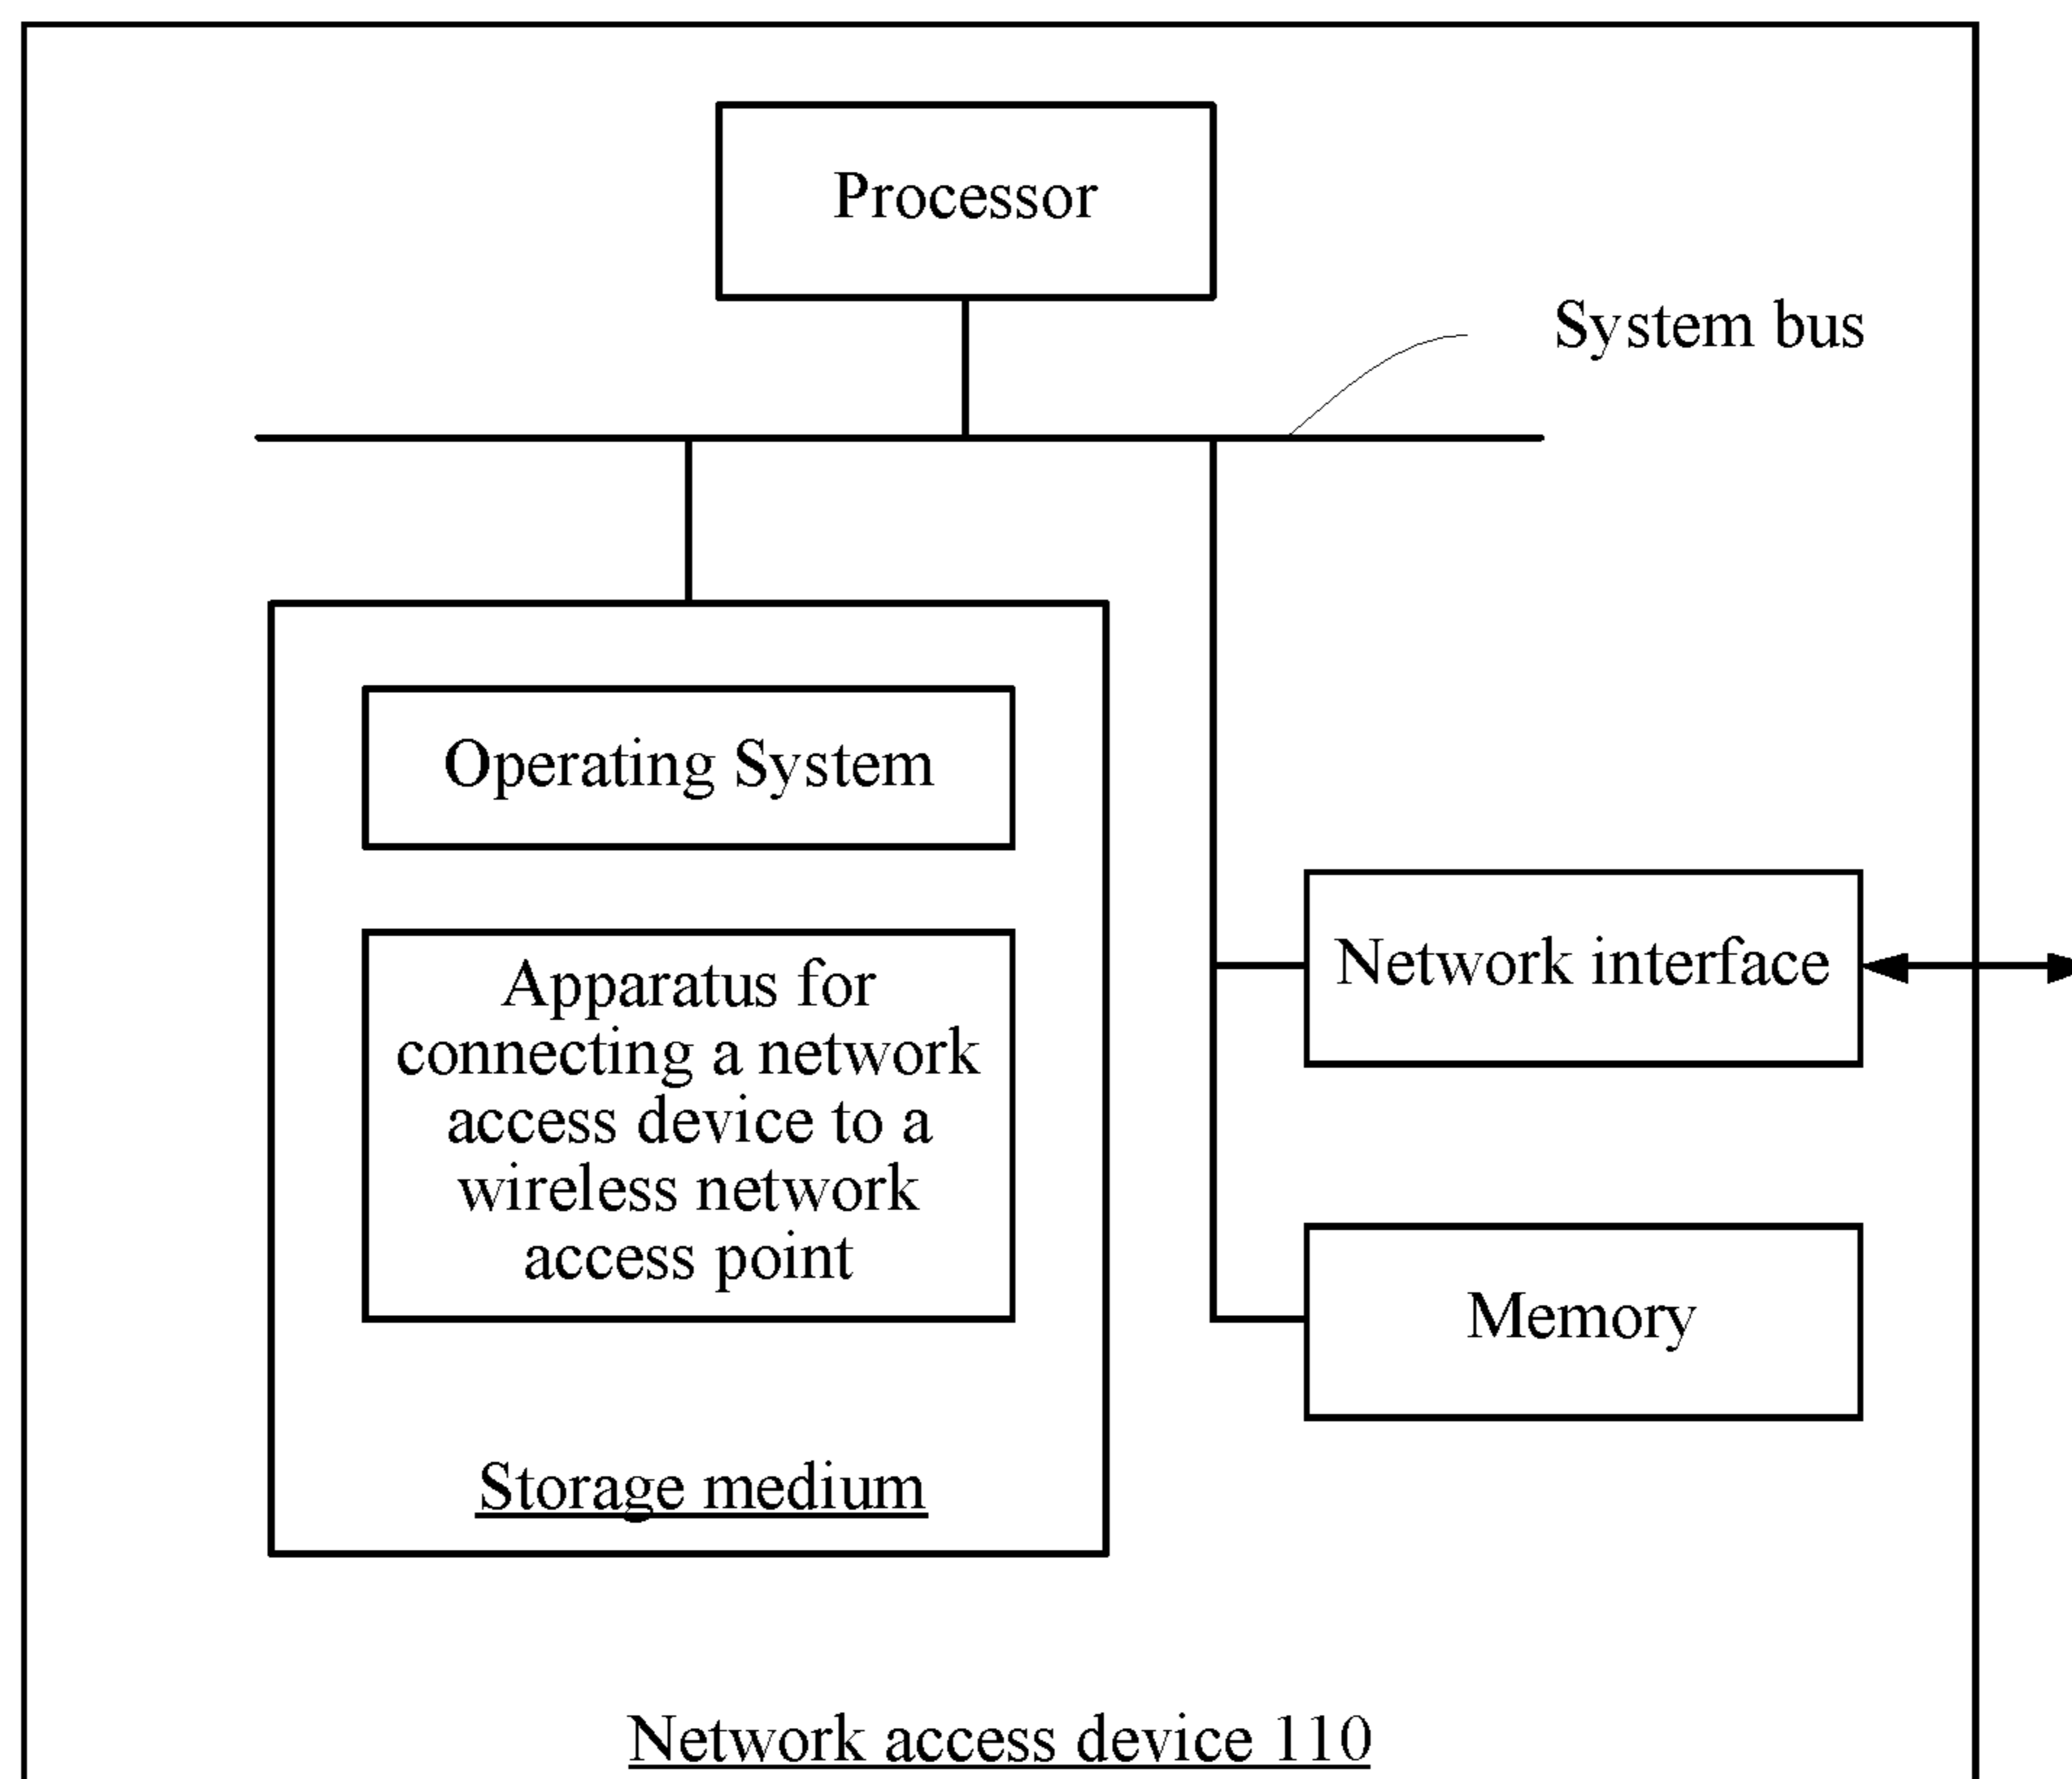 Processor
System bus
Operating System
Apparatus for
connecting a network
access device to a
wireless network
access point
Network interface
Memory
Storage medium
Network access device 110